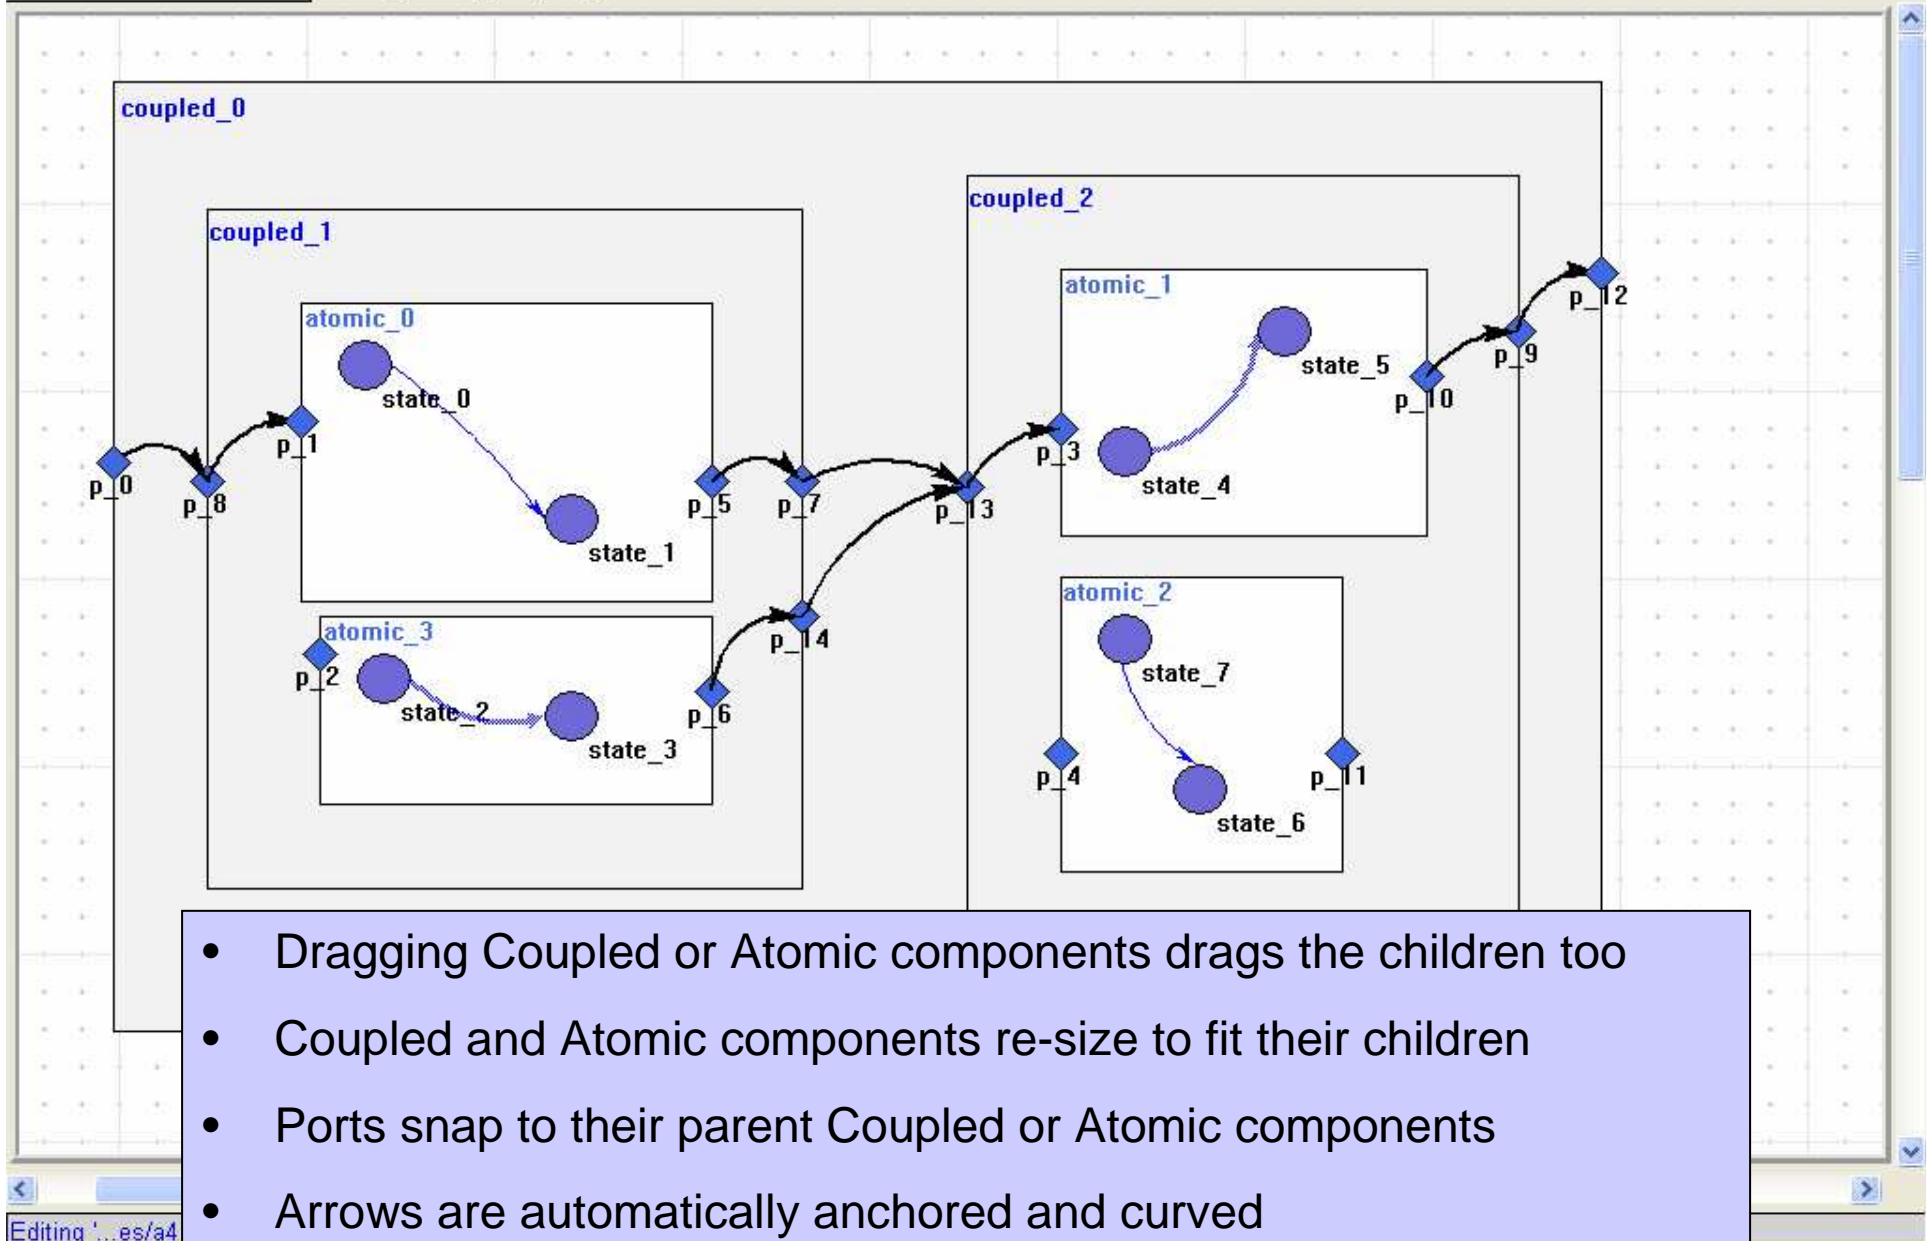 coupled_0
coupled_2
coupled_1
atomic_1
p_12
atomic_0
state_5
p_9
state_0
p_10
p_1
p_3
state_4
p_0
p_8
p_5
p_7
p_13
state_1
atomic_2
atomic_3
p_14
p_2
state_7
state_2
p_6
state_3
p_4
p_11
state_6
• Dragging Coupled or Atomic components drags the children too
• Coupled and Atomic components re-size to fit their children
• Ports snap to their parent Coupled or Atomic components
• Arrows are automatically anchored and curved
Editing '...es/a4